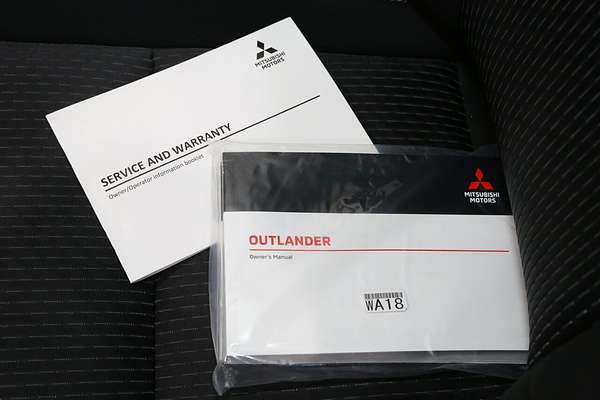 MITSUBISHI
MOTORS
SERVICE AND WARRANTY
Owner/Operator information booklet
MITSUBISHI
MOTORS
OUTLANDER
Owner's Manual
WA18